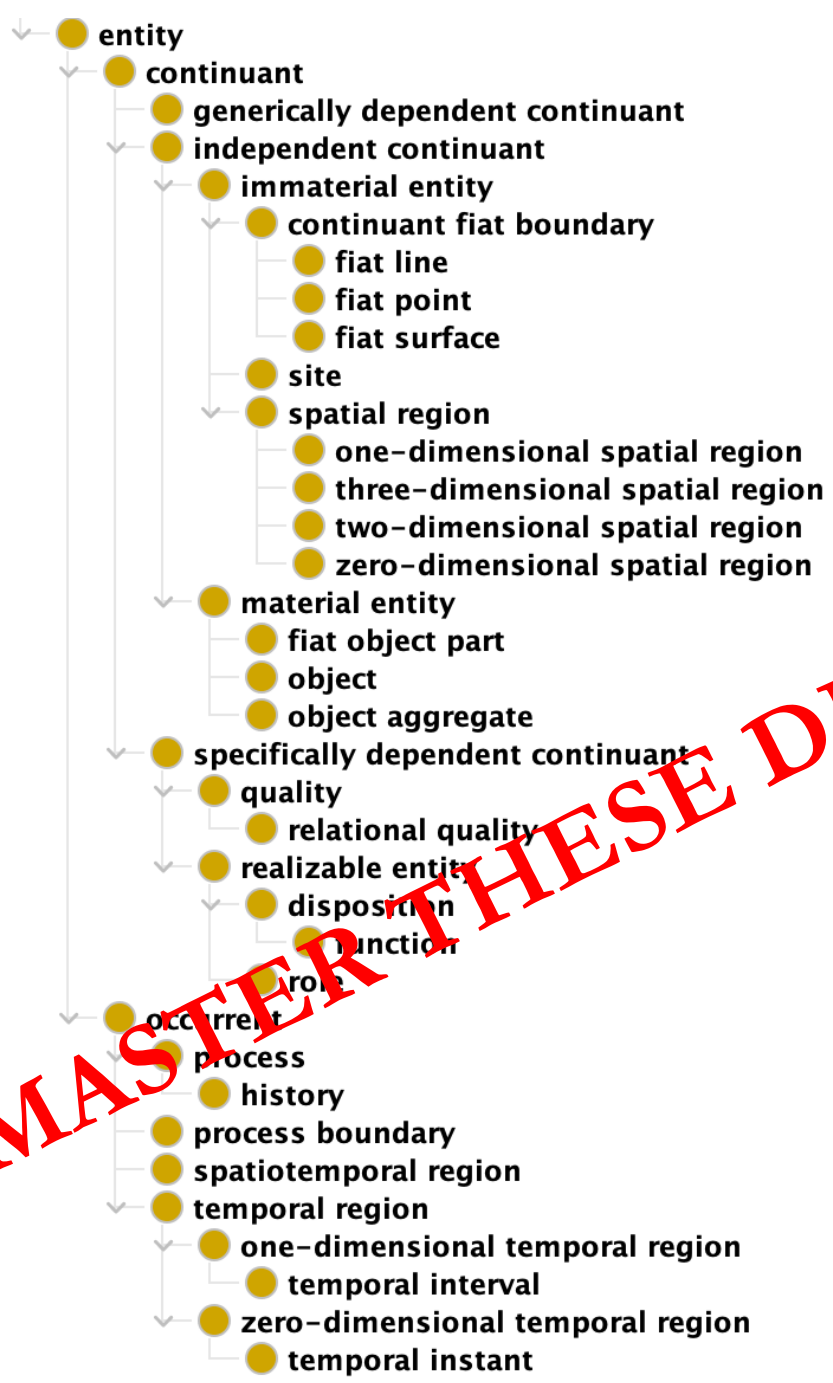 entity
continuant
generically dependent continuant
independent continuant
immaterial entity
continuant fiat boundary
fiat line
fiat point
fiat surface
site
spatial region
one-dimensional spatial region
three-dimensional spatial region
two-dimensional spatial region
zero-dimensional spatial region
material entity
fiat object part
object
object aggregate
specifically dependent continuant
quality
relational quality
realizable entity
disposition
function
role
occurrent
process
history
process boundary
spatiotemporal region
temporal region
one-dimensional temporal region
temporal interval
zero-dimensional temporal region
temporal instant
MASTER THESE